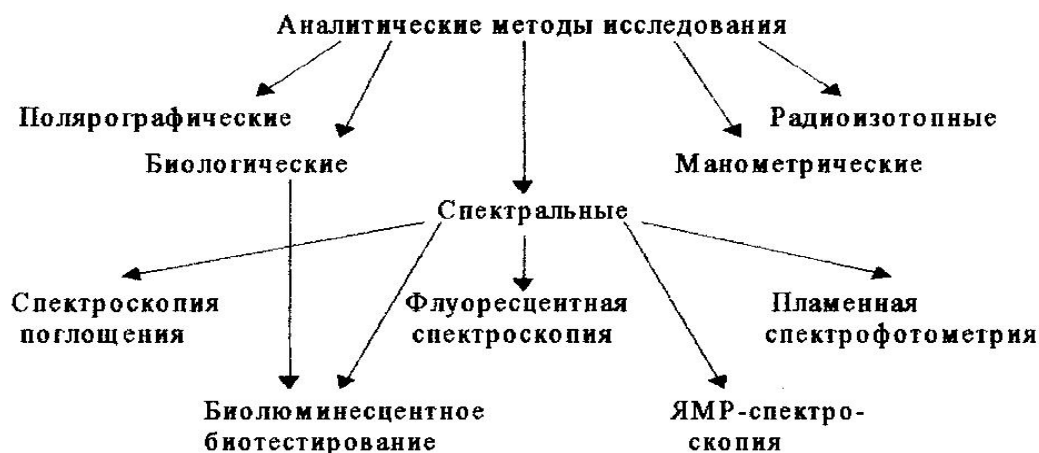 Аналитические методы исследования
Полярографические
Радиоизотопные
Биологические
Манометрические
Спектральные
Спектроскопия
поглощения
Флуоресцентная
спектроскопия
Пламенная
спектрофотометрия
Биолюминесцентное
биотестирование
ЯМР-спектро-
скопия